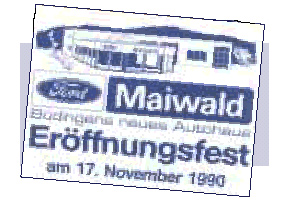 Ford Maiwald
Büdingens neues Autohaus
Eröffnungsfest
am 17. November 1990